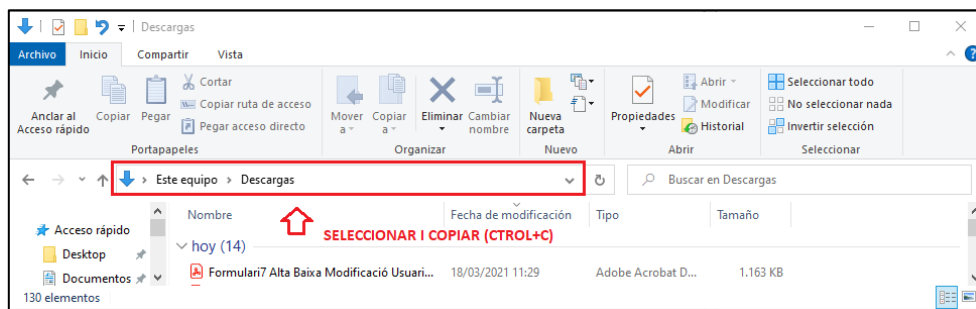 Descargas
Archivo Inicio Compartir Vista
Anclar al Acceso rápido
Copiar
Pegar
Cortar
Copiar ruta de acceso
Pegar acceso directo
Portapapeles
Mover a
Copiar a
Eliminar
Cambiar nombre
Organizar
Nueva carpeta
Nuevo
Propiedades
Abrir
Modificar
Historial
Abrir
Seleccionar todo
No seleccionar nada
Invertir selección
Seleccionar
Este equipo > Descargas
Buscar en Descargas
Acceso rápido
Desktop
Documentos
Nombre Fecha de modificación Tipo Tamaño
SELECCIONAR I COPIAR (CTROL+C)
hoy (14)
Formulari7 Alta Baixa Modificació Usuari... 18/03/2021 11:29 Adobe Acrobat D... 1.163 KB
130 elementos